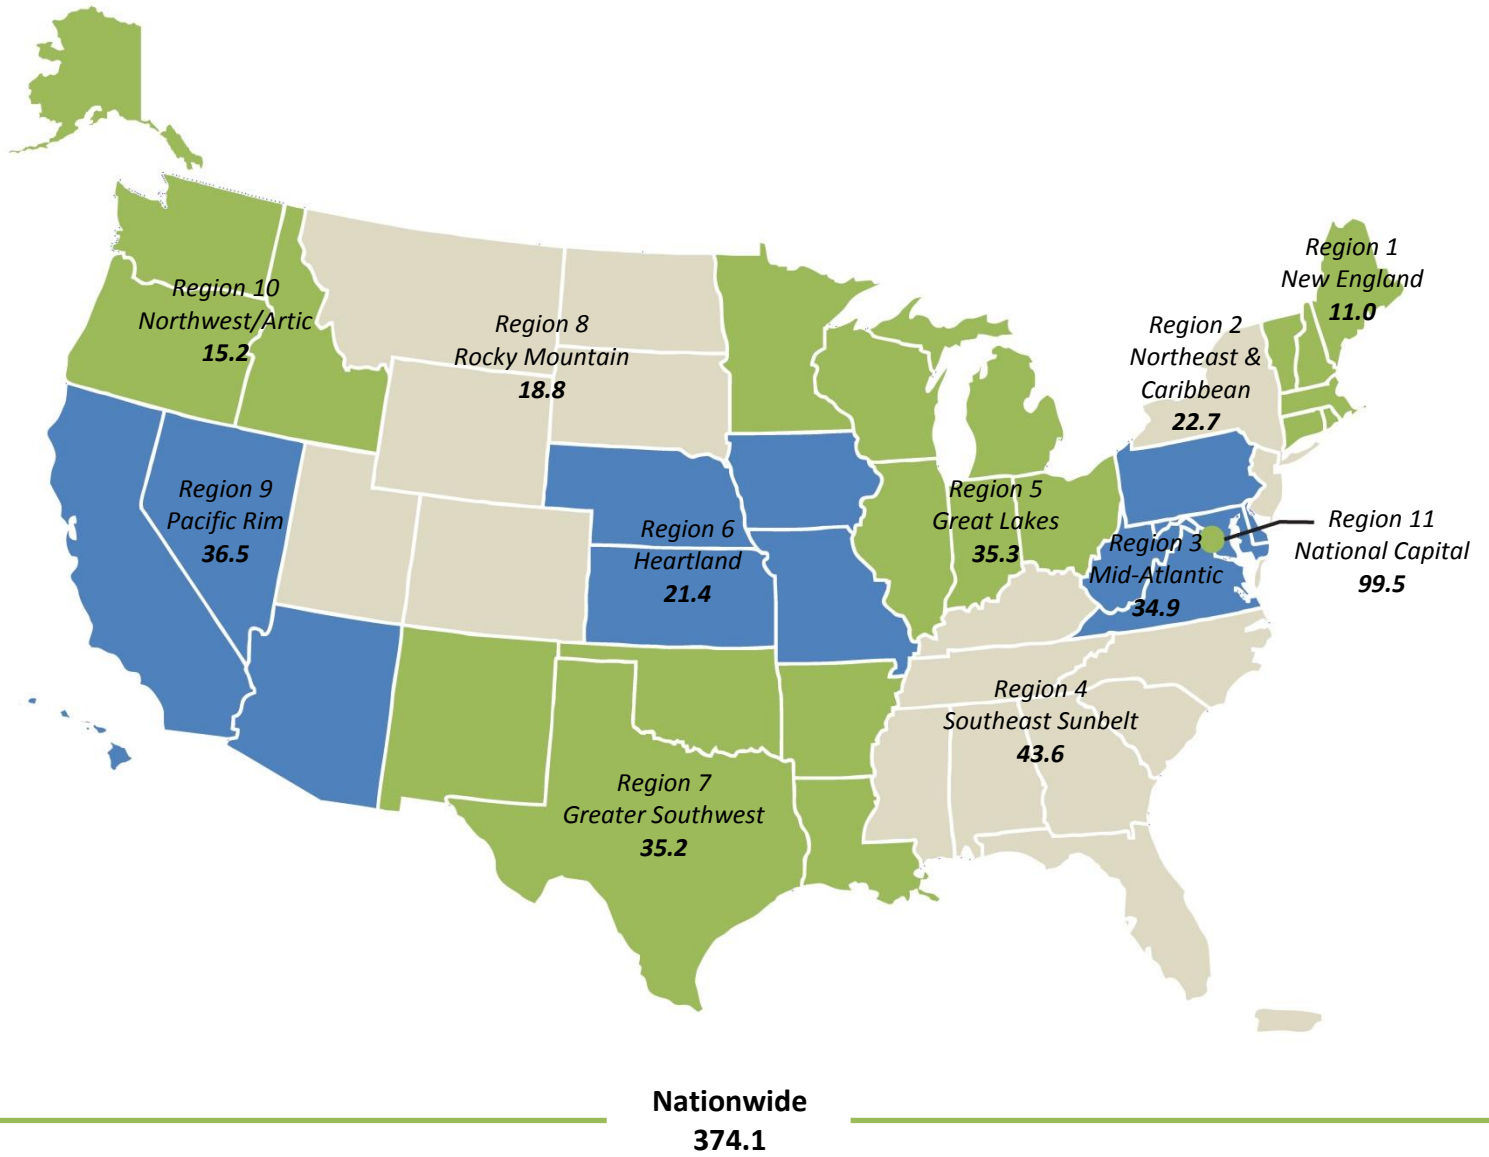 Region 1
New England
11.0
Region 10
Northwest/Artic
15.2
Region 8
Rocky Mountain
18.8
Region 2
Northeast &
Caribbean
22.7
Region 9
Pacific Rim
36.5
Region 6
Heartland
21.4
Region 5
Great Lakes
35.3
Region 3
Mid-Atlantic
34.9
Region 11
National Capital
99.5
Region 4
Southeast Sunbelt
43.6
Region 7
Greater Southwest
35.2
Nationwide
374.1